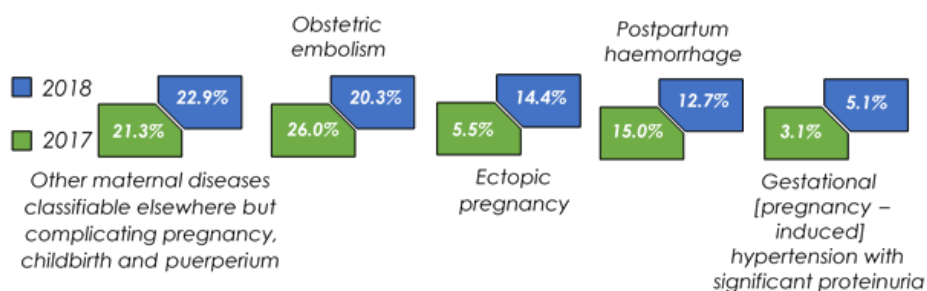 Obstetric
embolism
Postpartum
haemorrhage
2018
22.9%
20.3%
14.4%
12.7%
5.1%
2017
21.3%
26.0%
5.5%
15.0%
3.1%
Other maternal diseases
classifiable elsewhere but
complicating pregnancy,
childbirth and puerperium
Ectopic
pregnancy
Gestational
[pregnancy –
induced]
hypertension with
significant proteinuria